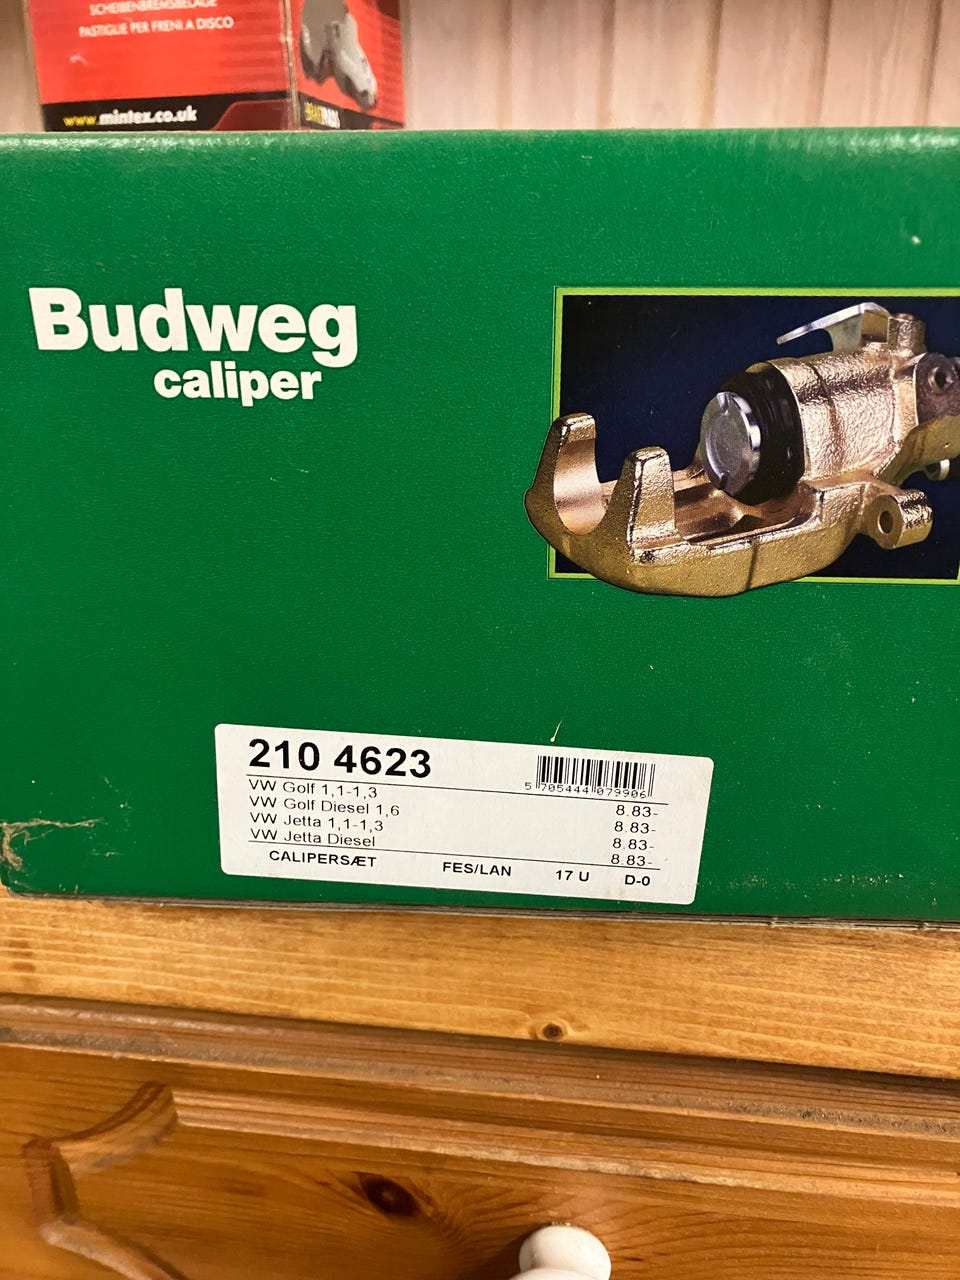 SCHEIBENBREMSBELÄGE
PASTIGLIE PER FRENI A DISCO
www.mintex.co.uk
Budweg
caliper
210 4623
5 705444 079906
VW Golf 1,1-1,3 8.83-
VW Golf Diesel 1,6 8.83-
VW Jetta 1,1-1,3 8.83-
VW Jetta Diesel 8.83-
CALIPERSÆT FES/LAN 17 U D-0